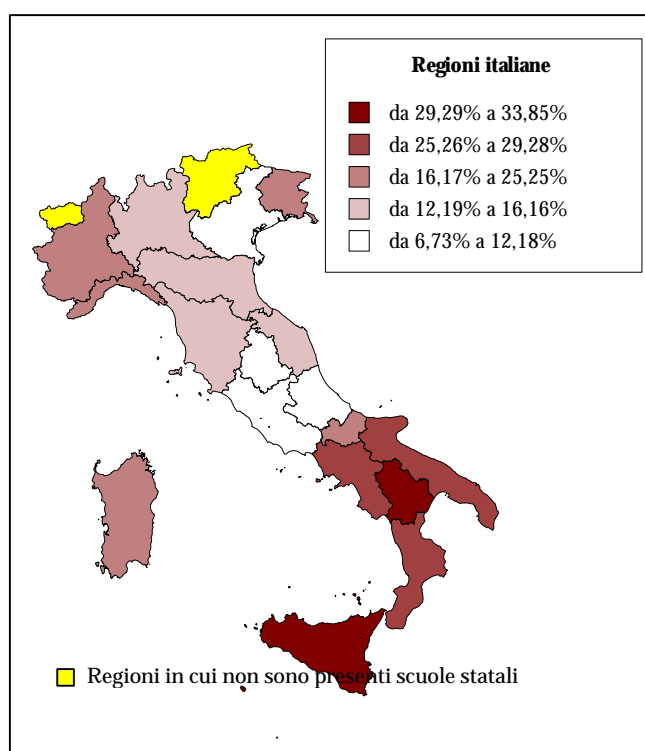 Regioni italiane
da 29,29% a 33,85%
da 25,26% a 29,28%
da 16,17% a 25,25%
da 12,19% a 16,16%
da 6,73% a 12,18%
Regioni in cui non sono presenti scuole statali